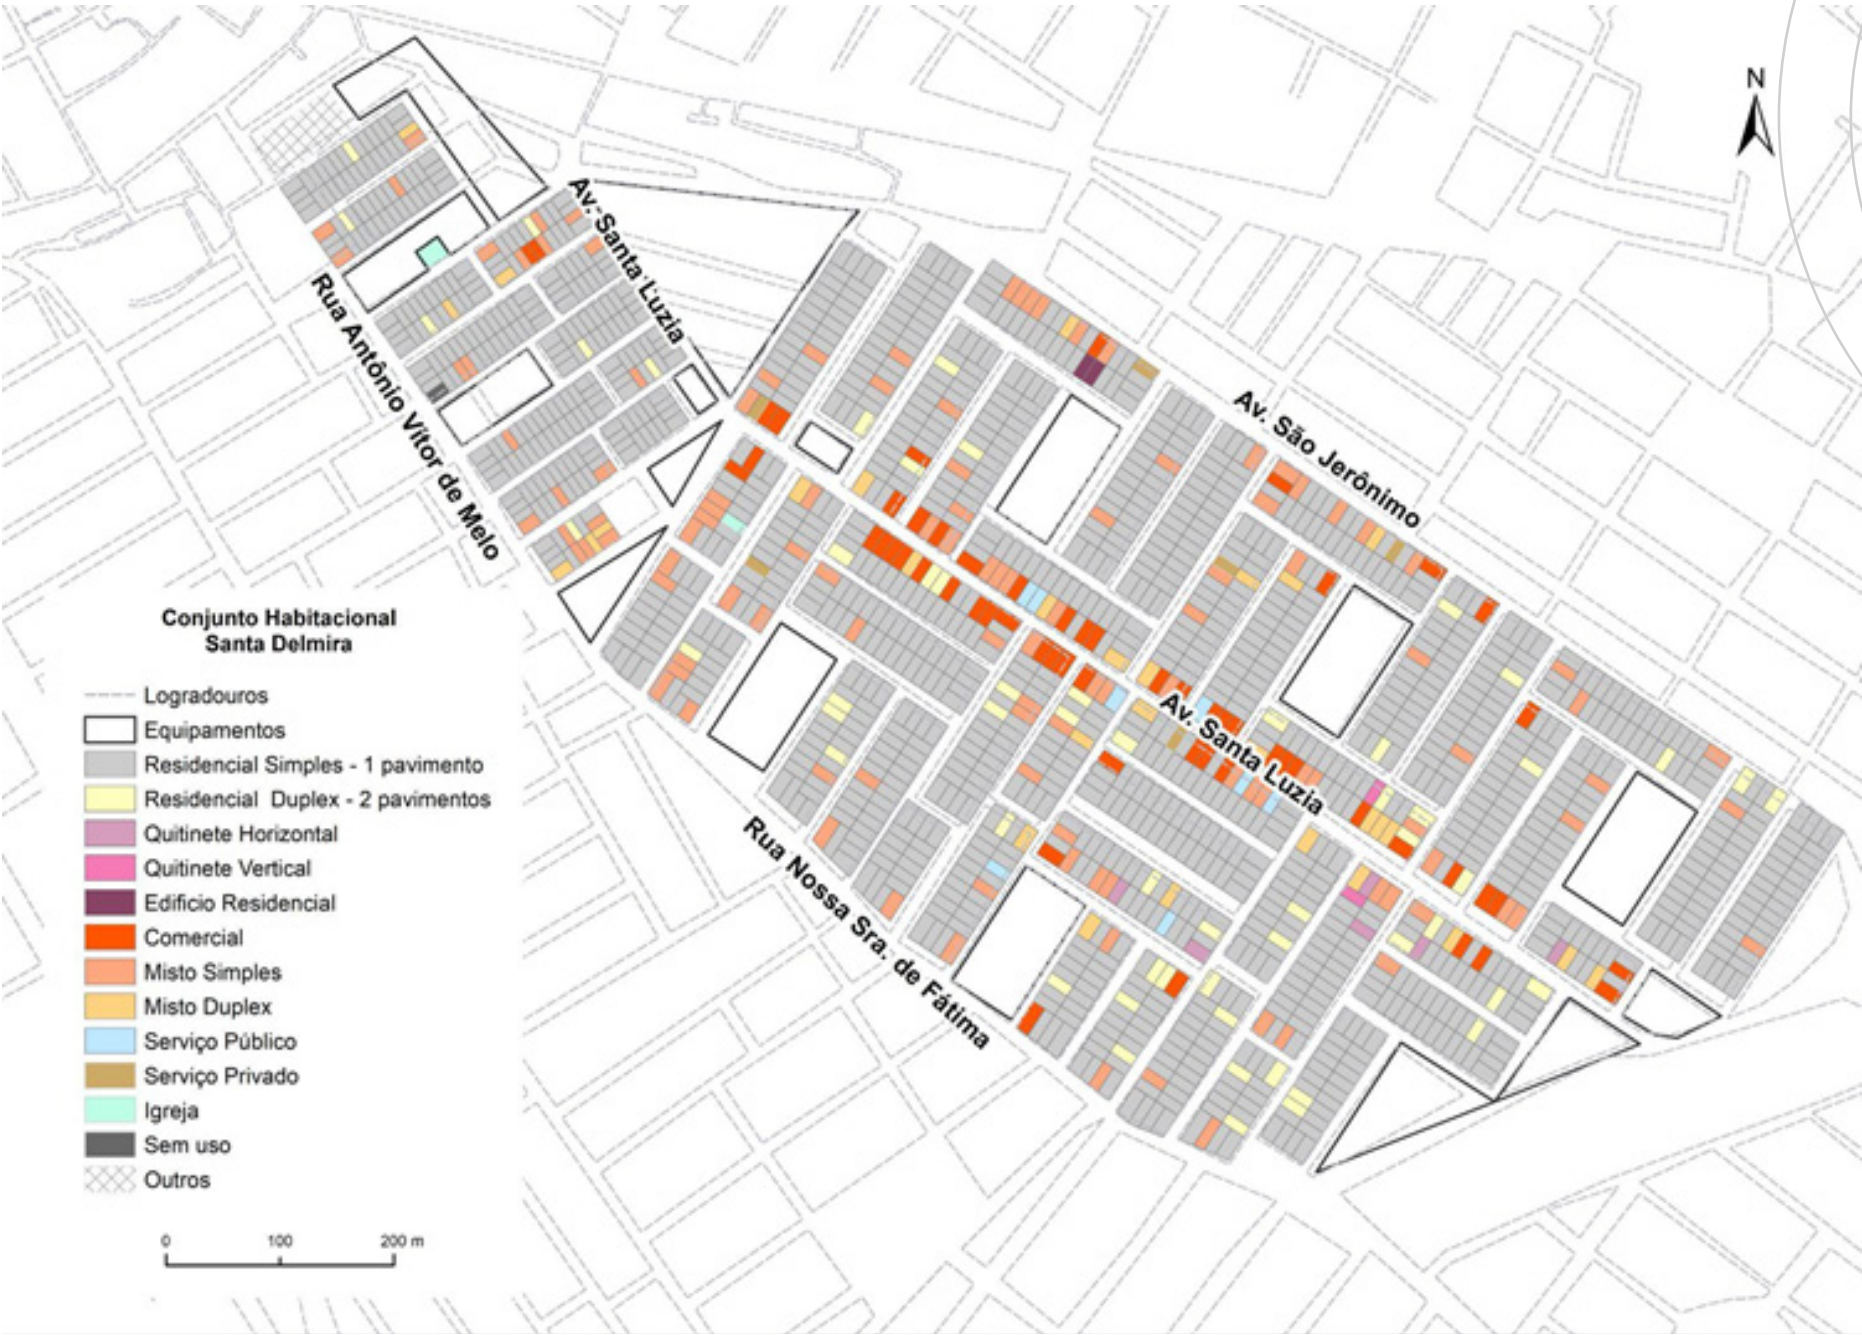 N
Av. Santa Luzia
Rua Antônio Vítor de Melo
Av. São Jerônimo
Av. Santa Luzia
Rua Nossa Sra. de Fátima
Conjunto Habitacional
Santa Delmira
Logradouros
Equipamentos
Residencial Simples - 1 pavimento
Residencial Duplex - 2 pavimentos
Quitinete Horizontal
Quitinete Vertical
Edificio Residencial
Comercial
Misto Simples
Misto Duplex
Serviço Público
Serviço Privado
Igreja
Sem uso
Outros
0 100 200 m